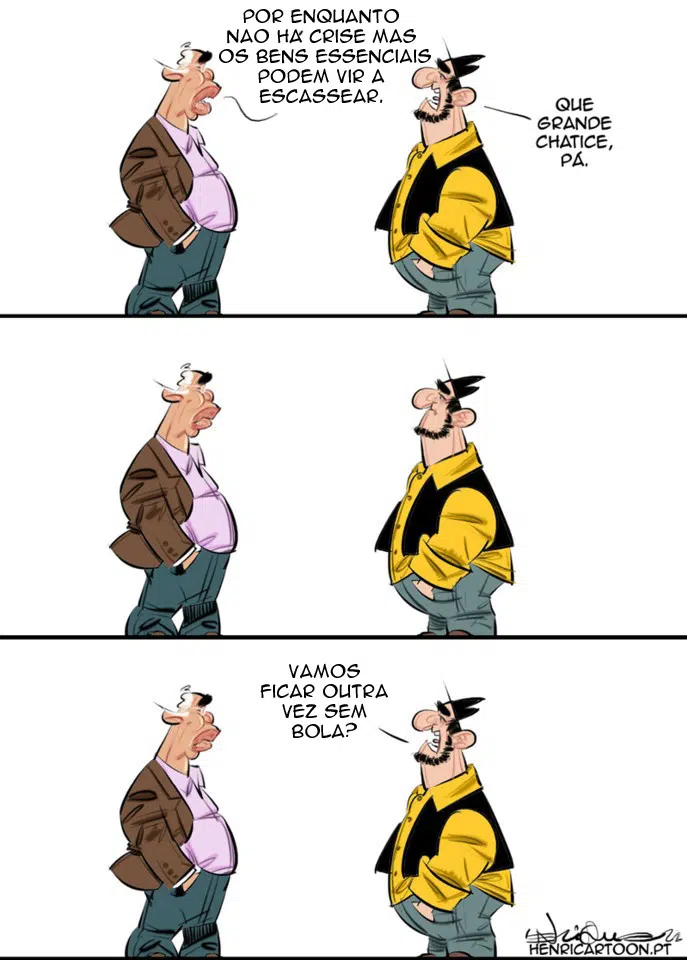 POR ENQUANTO
NAO HÁ CRISE MAS
OS BENS ESSENCIAIS
PODEM VIR A
ESCASSEAR.
QUE
GRANDE
CHATICE,
PÁ.
VAMOS
FICAR OUTRA
VEZ SEM
BOLA?
HENRICARTOON.PT